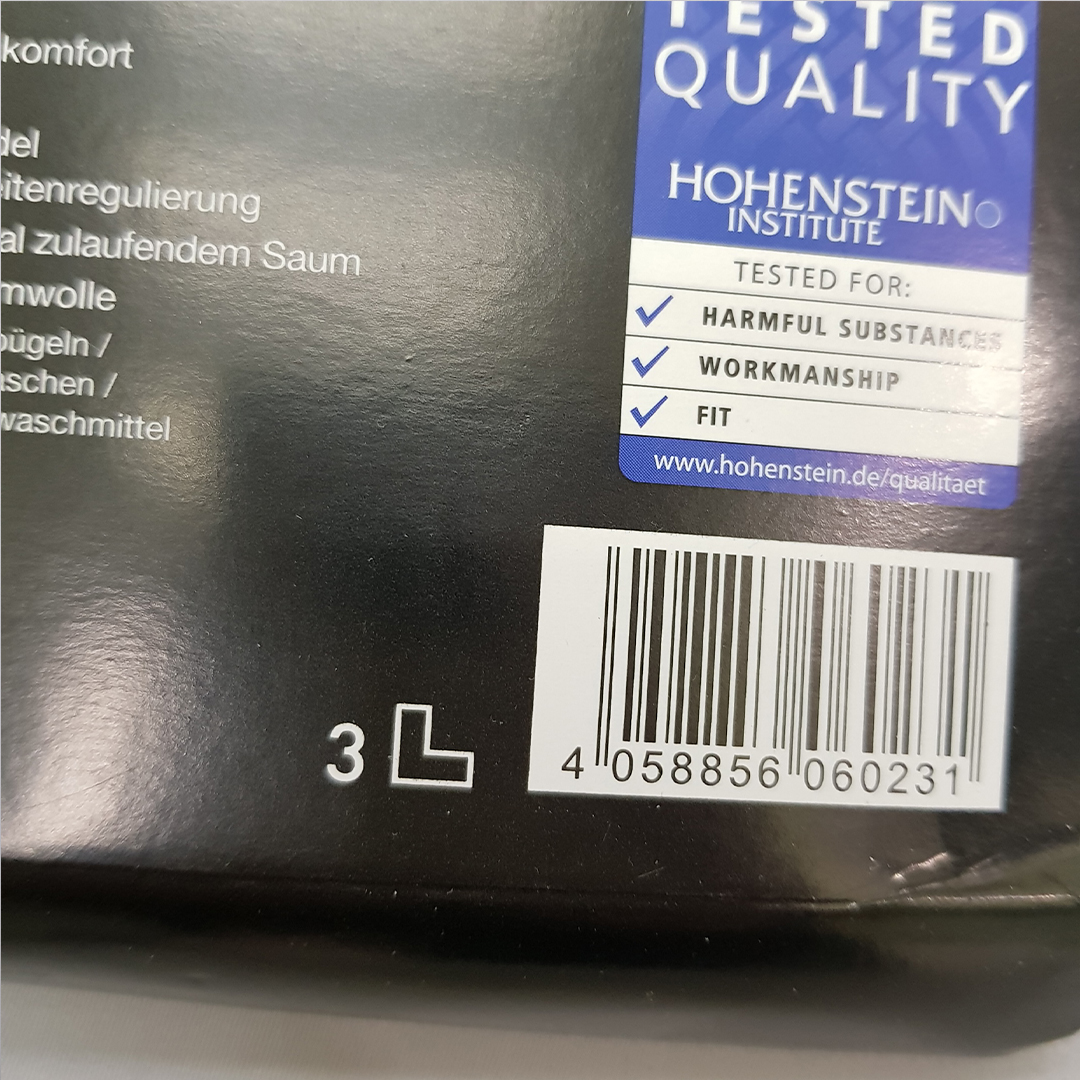 komfort
del
eitenregulierung
al zulaufendem Saum
mwolle
bügeln /
aschen /
waschmittel
TESTED
QUALITY
HOHENSTEIN
INSTITUTE
TESTED FOR:
HARMFUL SUBSTANCES
WORKMANSHIP
FIT
www.hohenstein.de/qualitaet
3 L
4 058856 060231